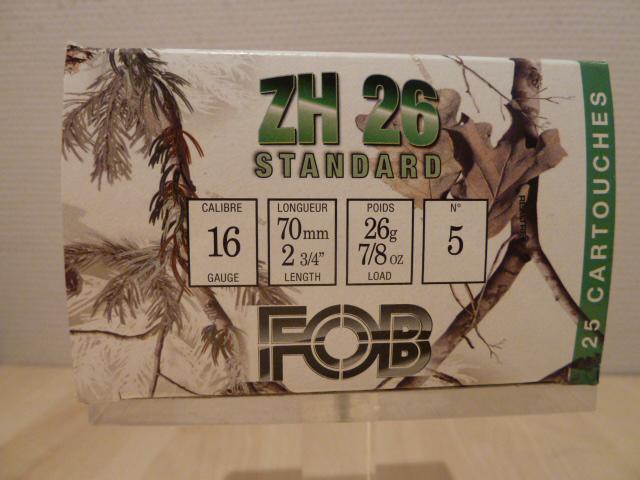 ZH 26
STANDARD
CALIBRE
16
GAUGE
LONGUEUR
70mm
2 3/4"
LENGTH
POIDS
26g
7/8 oz
LOAD
N°
5
FOB
25 CARTOUCHES